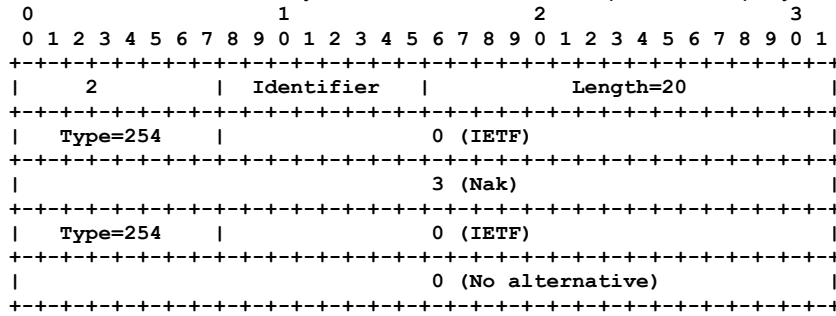 0                   1                   2                   3
 0 1 2 3 4 5 6 7 8 9 0 1 2 3 4 5 6 7 8 9 0 1 2 3 4 5 6 7 8 9 0 1
+-+-+-+-+-+-+-+-+-+-+-+-+-+-+-+-+-+-+-+-+-+-+-+-+-+-+-+-+-+-+-+-+
|     2         |  Identifier   |           Length=20           |
+-+-+-+-+-+-+-+-+-+-+-+-+-+-+-+-+-+-+-+-+-+-+-+-+-+-+-+-+-+-+-+-+
|   Type=254    |                0 (IETF)                       |
+-+-+-+-+-+-+-+-+-+-+-+-+-+-+-+-+-+-+-+-+-+-+-+-+-+-+-+-+-+-+-+-+
|                                3 (Nak)                        |
+-+-+-+-+-+-+-+-+-+-+-+-+-+-+-+-+-+-+-+-+-+-+-+-+-+-+-+-+-+-+-+-+
|   Type=254    |                0 (IETF)                       |
+-+-+-+-+-+-+-+-+-+-+-+-+-+-+-+-+-+-+-+-+-+-+-+-+-+-+-+-+-+-+-+-+
|                                0 (No alternative)             |
+-+-+-+-+-+-+-+-+-+-+-+-+-+-+-+-+-+-+-+-+-+-+-+-+-+-+-+-+-+-+-+-+